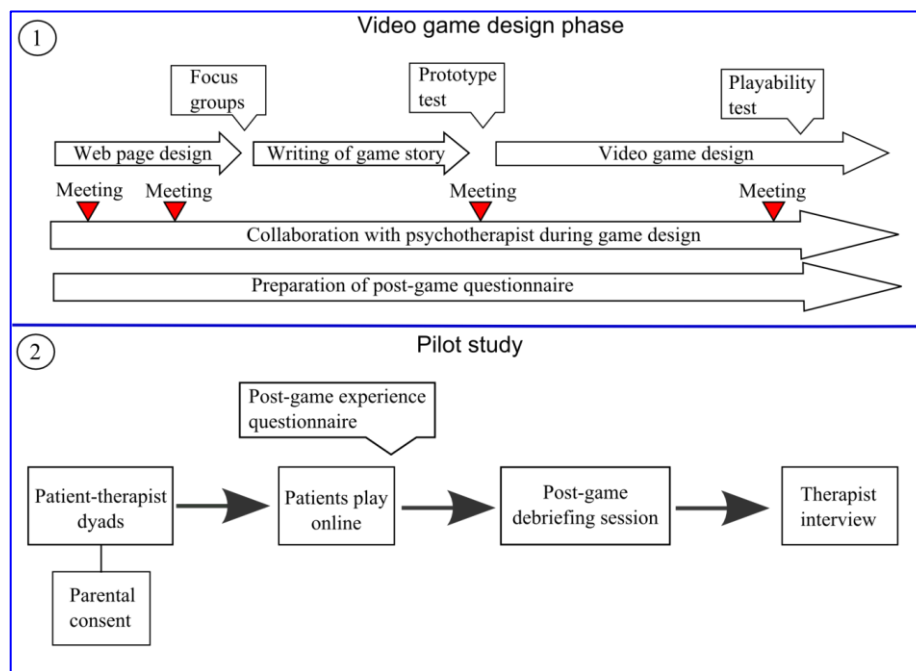 1
Video game design phase
Focus
groups
Prototype
test
Playability
test
Web page design
Writing of game story
Video game design
Meeting
Meeting
Meeting
Meeting
Collaboration with psychotherapist during game design
Preparation of post-game questionnaire
2
Pilot study
Post-game experience
questionnaire
Patient-therapist
dyads
Patients play
online
Post-game
debriefing session
Therapist
interview
Parental
consent